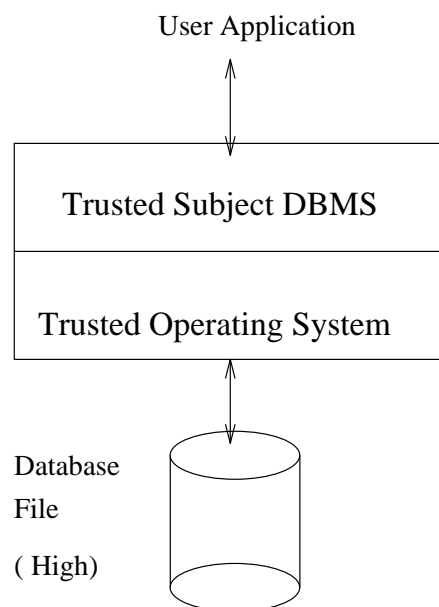 User Application
Trusted Subject DBMS
Trusted Operating System
Database
File
( High)